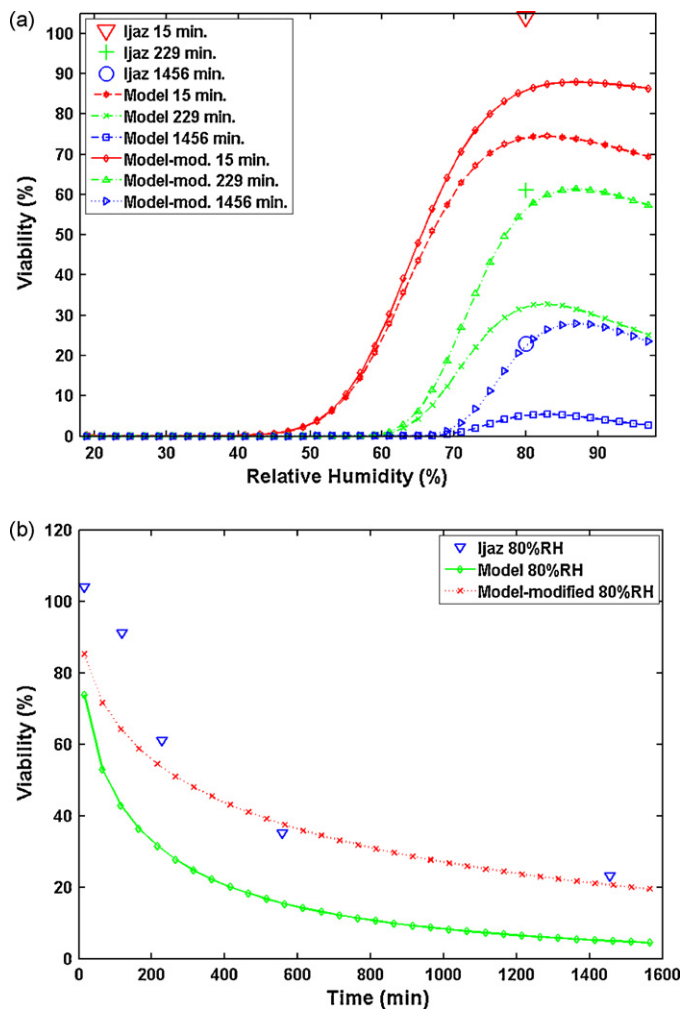 (a)
105
100
90
80
70
60
50
40
30
20
10
0
Viability (%)
Ijaz 15 min.
Ijaz 229 min.
Ijaz 1456 min.
Model 15 min.
Model 229 min.
Model 1456 min.
Model-mod. 15 min.
Model-mod. 229 min.
Model-mod. 1456 min.
20 30 40 50 60 70 80 90
Relative Humidity (%)
(b)
120
100
80
60
40
20
0
Viability (%)
Ijaz 80%RH
Model 80%RH
Model-modified 80%RH
0 200 400 600 800 1000 1200 1400 1600
Time (min)